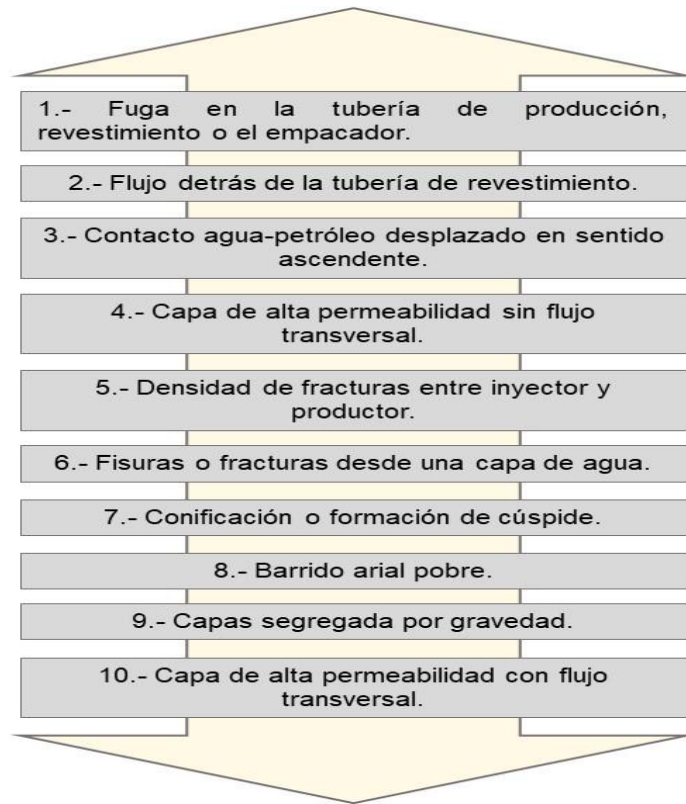 1.- Fuga en la tubería de producción,
revestimiento o el empacador.
2.- Flujo detrás de la tubería de revestimiento.
3.- Contacto agua-petróleo desplazado en sentido
ascendente.
4.- Capa de alta permeabilidad sin flujo
transversal.
5.- Densidad de fracturas entre inyector y
productor.
6.- Fisuras o fracturas desde una capa de agua.
7.- Conificación o formación de cúspide.
8.- Barrido arial pobre.
9.- Capas segregada por gravedad.
10.- Capa de alta permeabilidad con flujo
transversal.